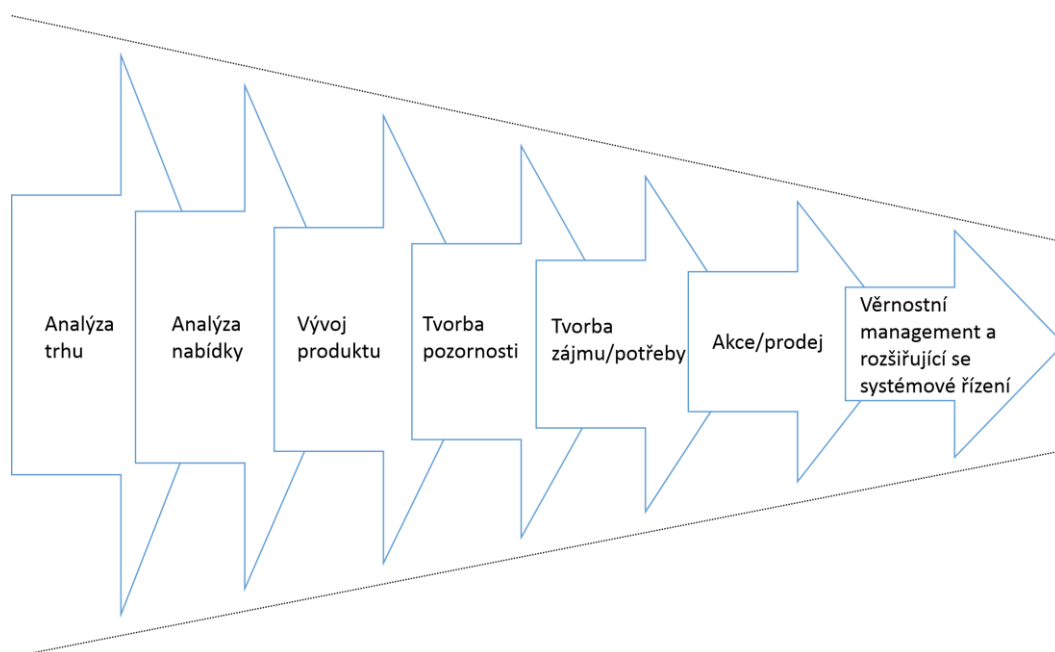 Analýza
trhu
Analýza
nabídky
Vývoj
produktu
Tvorba
pozornosti
Tvorba
zájmu/potřeby
Akce/prodej
Věrnostní
management a
rozšiřující se
systémové řízení